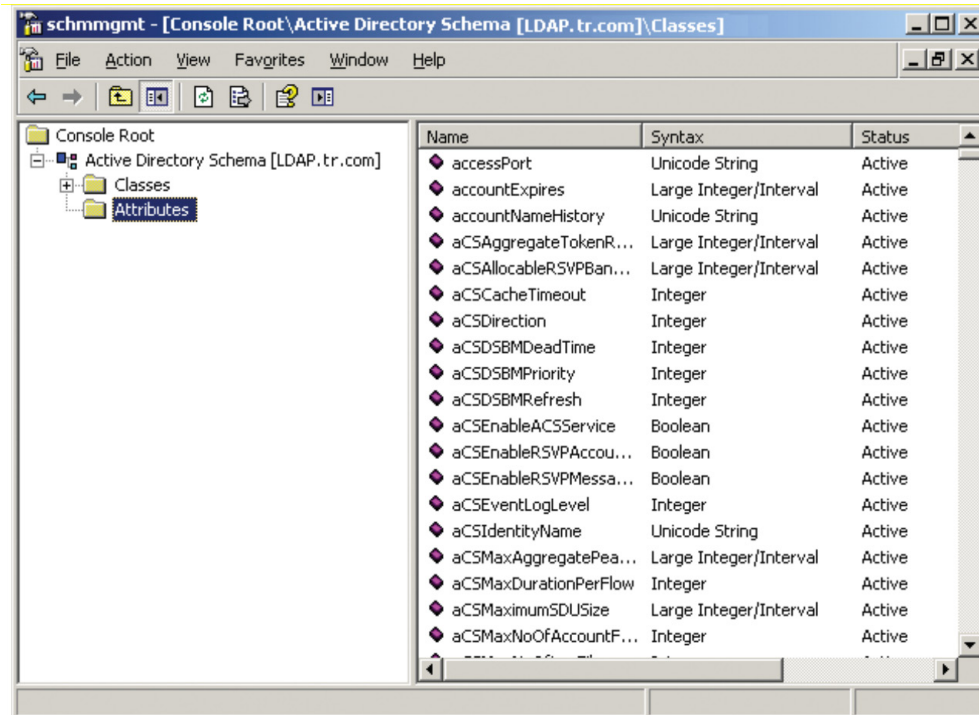 schmmgmt - [Console Root\Active Directory Schema [LDAP.tr.com]\Classes]
File Action View Favorites Window Help
Console Root
Active Directory Schema [LDAP.tr.com]
Classes
Attributes
Name Syntax Status
accessPort Unicode String Active
accountExpires Large Integer/Interval Active
accountNameHistory Unicode String Active
aCSAggregateTokenR... Large Integer/Interval Active
aCSAllocableRSVPBan... Large Integer/Interval Active
aCSCacheTimeout Integer Active
aCSDirection Integer Active
aCSDSBMDeadTime Integer Active
aCSDSBMPriority Integer Active
aCSDSBMRefresh Integer Active
aCSEnableACSService Boolean Active
aCSEnableRSVPAccou... Boolean Active
aCSEnableRSVPMessa... Boolean Active
aCSEventLogLevel Integer Active
aCSIdentityName Unicode String Active
aCSMaxAggregatePea... Large Integer/Interval Active
aCSMaxDurationPerFlow Integer Active
aCSMaximumSDUSize Large Integer/Interval Active
aCSMaxNoOfAccountF... Integer Active